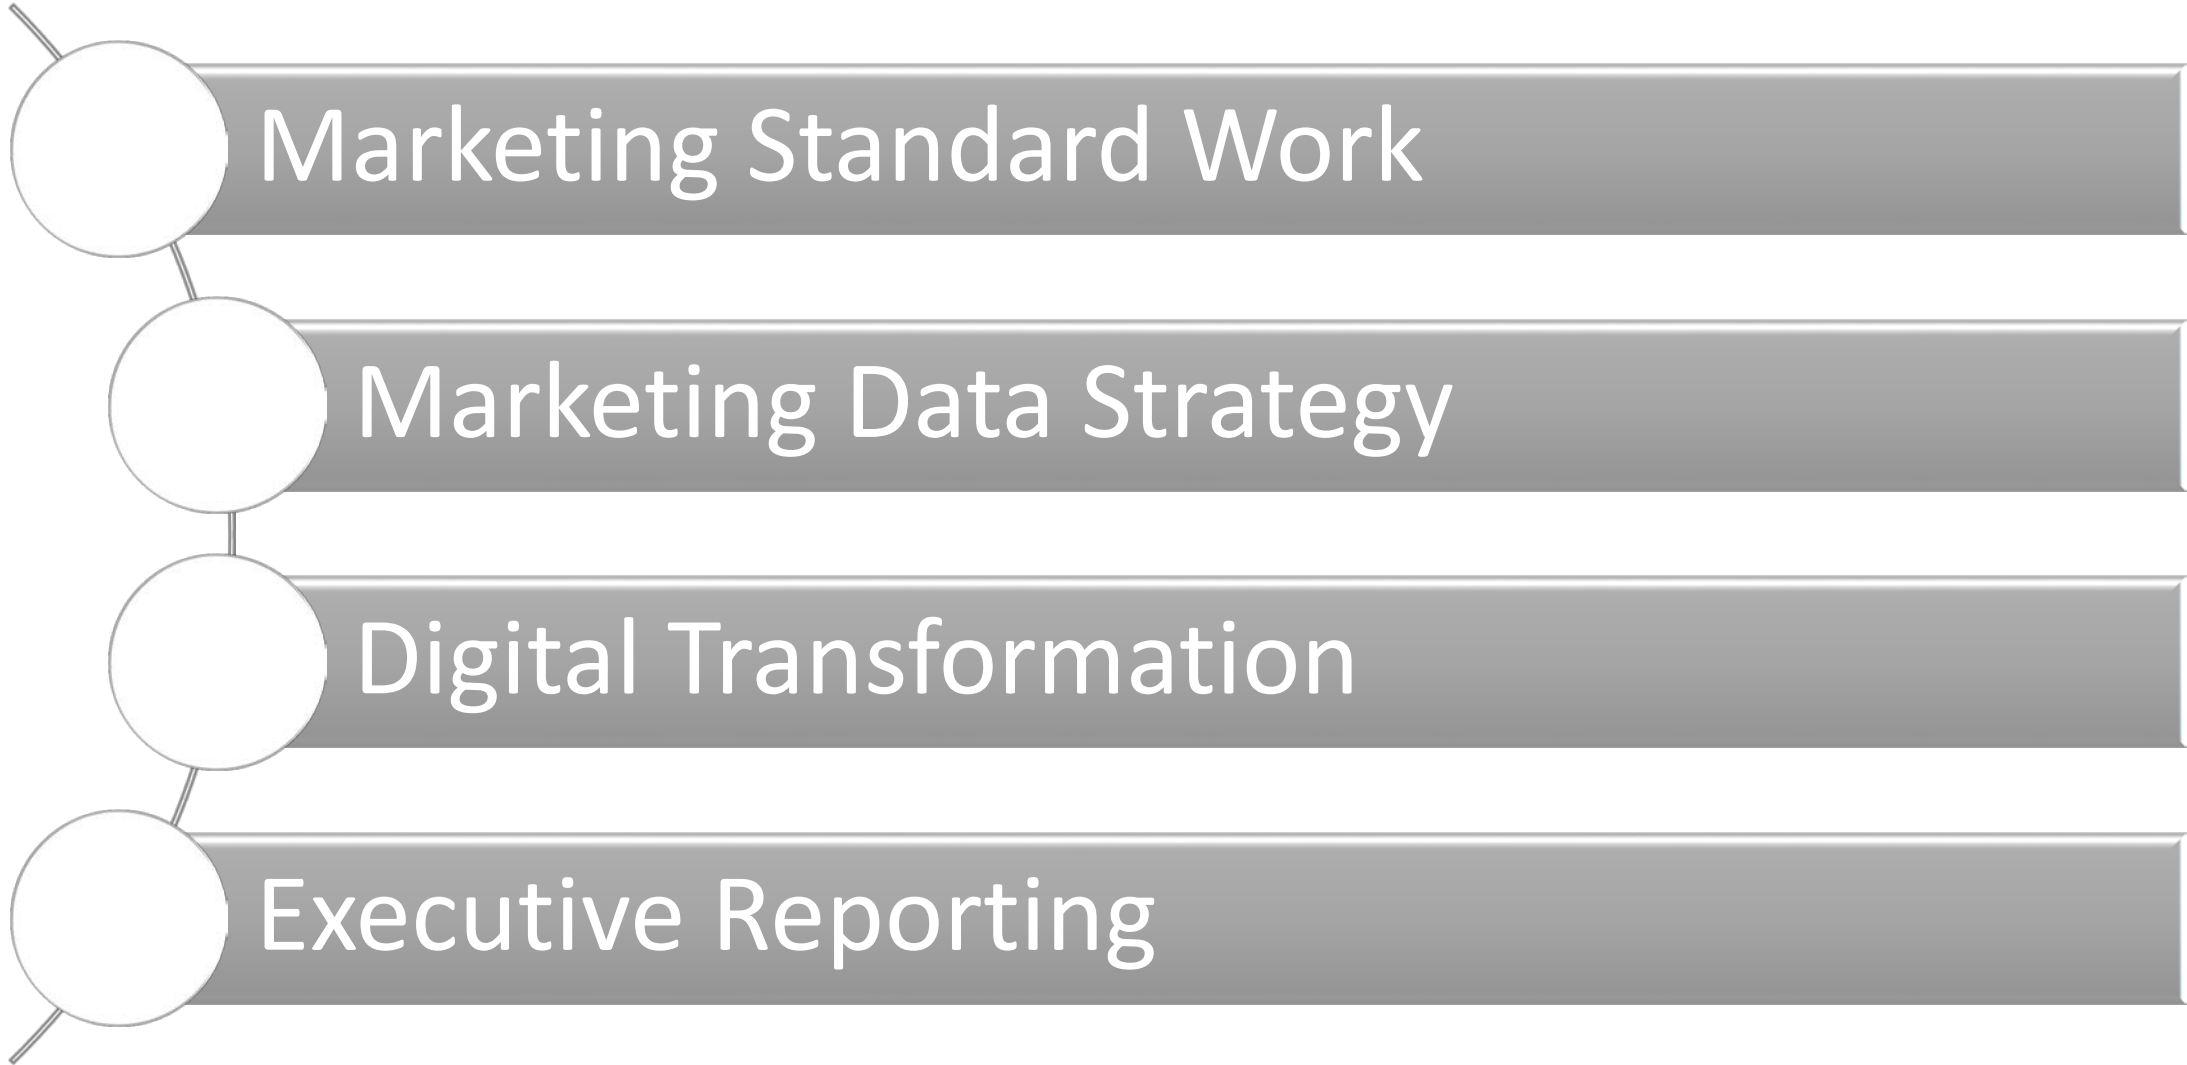 Marketing Standard Work
Marketing Data Strategy
Digital Transformation
Executive Reporting